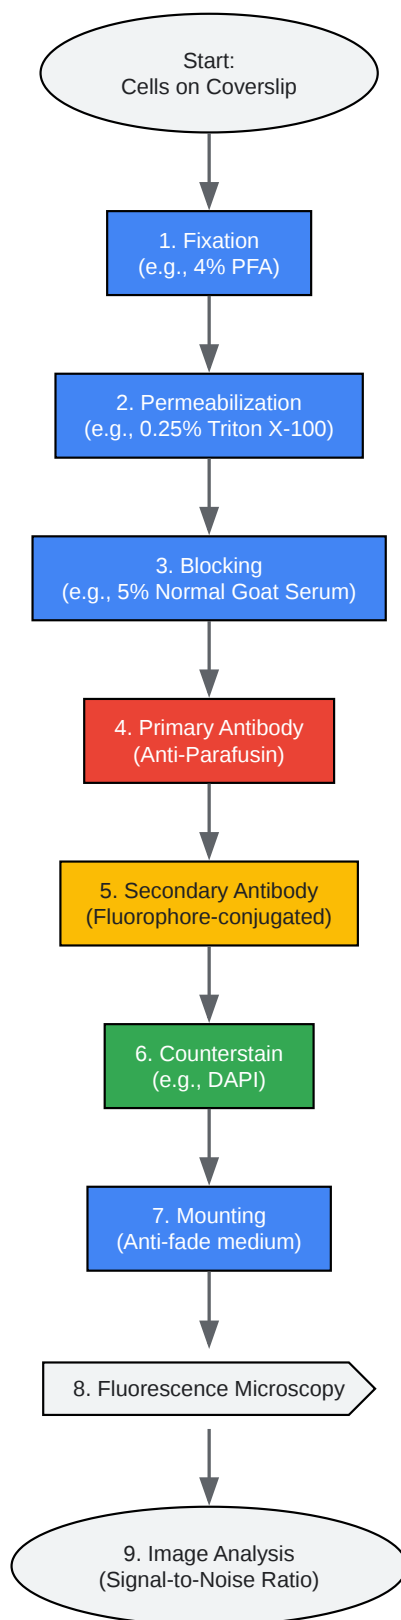 Start:
Cells on Coverslip
1. Fixation
(e.g., 4% PFA)
2. Permeabilization
(e.g., 0.25% Triton X-100)
3. Blocking
(e.g., 5% Normal Goat Serum)
4. Primary Antibody
(Anti-Parafusin)
5. Secondary Antibody
(Fluorophore-conjugated)
6. Counterstain
(e.g., DAPI)
7. Mounting
(Anti-fade medium)
8. Fluorescence Microscopy
9. Image Analysis
(Signal-to-Noise Ratio)